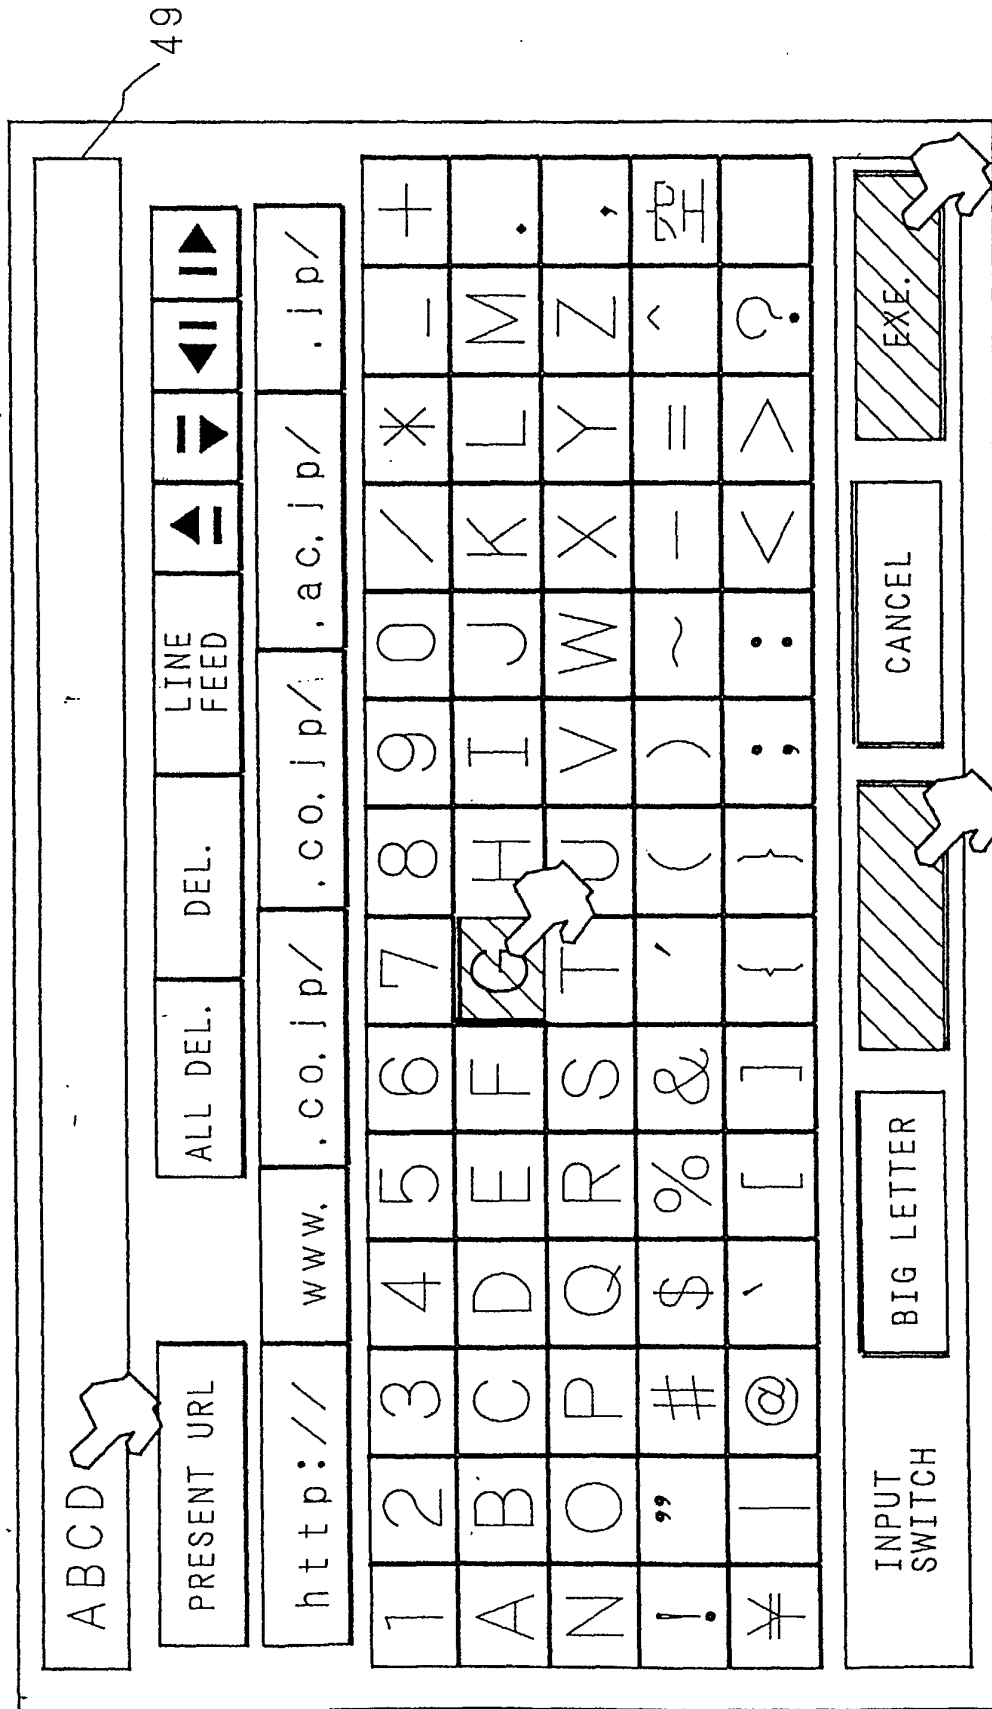 49
ABCD
PRESENT URL ALL DEL. DEL. LINE FEED
http:// www. .co.jp/ .co.jp/ .ac.jp/ .jp/
1 2 3 4 5 6 7 8 9 0 / * - +
A B C D E F G H I J K L M .
N O P Q R S T U V W X Y Z ,
! " # $ % & ' ( ) ~ - = ^ 空
¥ | @ ` [ ] { } ; : < > ?
INPUT SWITCH BIG LETTER CANCEL EXE.